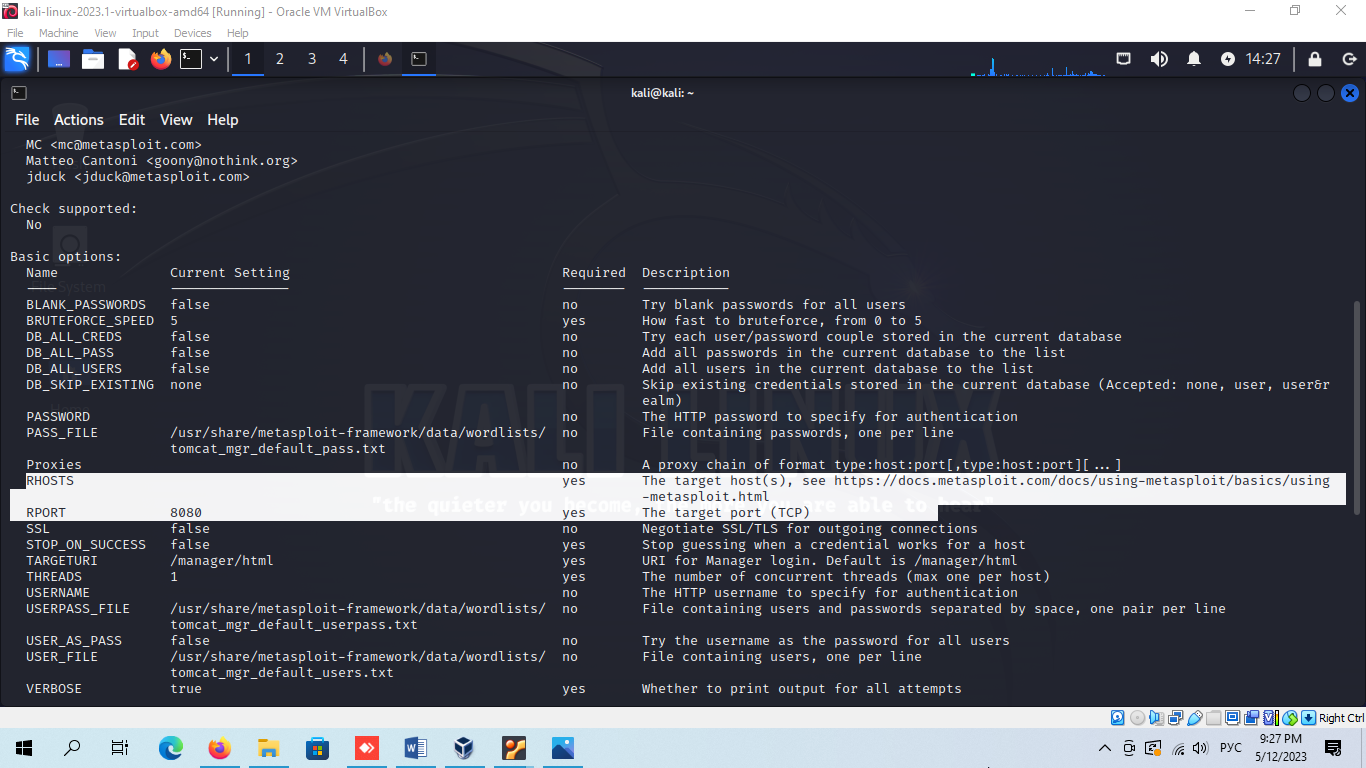 kali-linux-2023.1-virtualbox-amd64 [Running] - Oracle VM VirtualBox
File Machine View Input Devices Help
1 2 3 4 14:27
kali@kali: ~
File Actions Edit View Help
MC <mc@metasploit.com>
Matteo Cantoni <goony@nothink.org>
jduck <jduck@metasploit.com>
Check supported:
No
Basic options:
Name Current Setting Required Description
BLANK_PASSWORDS false no Try blank passwords for all users
BRUTEFORCE_SPEED 5 yes How fast to bruteforce, from 0 to 5
DB_ALL_CREDS false no Try each user/password couple stored in the current database
DB_ALL_PASS false no Add all passwords in the current database to the list
DB_ALL_USERS false no Add all users in the current database to the list
DB_SKIP_EXISTING none no Skip existing credentials stored in the current database (Accepted: none, user, user&r
ealm)
PASSWORD no The HTTP password to specify for authentication
PASS_FILE /usr/share/metasploit-framework/data/wordlists/ no File containing passwords, one per line
tomcat_mgr_default_pass.txt
Proxies no A proxy chain of format type:host:port[,type:host:port][...]
RHOSTS yes The target host(s), see https://docs.metasploit.com/docs/using-metasploit/basics/using
-metasploit.html
RPORT 8080 yes The target port (TCP)
SSL false no Negotiate SSL/TLS for outgoing connections
STOP_ON_SUCCESS false yes Stop guessing when a credential works for a host
TARGETURI /manager/html yes URI for Manager login. Default is /manager/html
THREADS 1 yes The number of concurrent threads (max one per host)
USERNAME no The HTTP username to specify for authentication
USERPASS_FILE /usr/share/metasploit-framework/data/wordlists/ no File containing users and passwords separated by space, one pair per line
tomcat_mgr_default_userpass.txt
USER_AS_PASS false no Try the username as the password for all users
USER_FILE /usr/share/metasploit-framework/data/wordlists/ no File containing users, one per line
tomcat_mgr_default_users.txt
VERBOSE true yes Whether to print output for all attempts
KALI LINUX
"the quieter you become, are able to hear"
File System
Right Ctrl
РУС 9:27 PM
5/12/2023